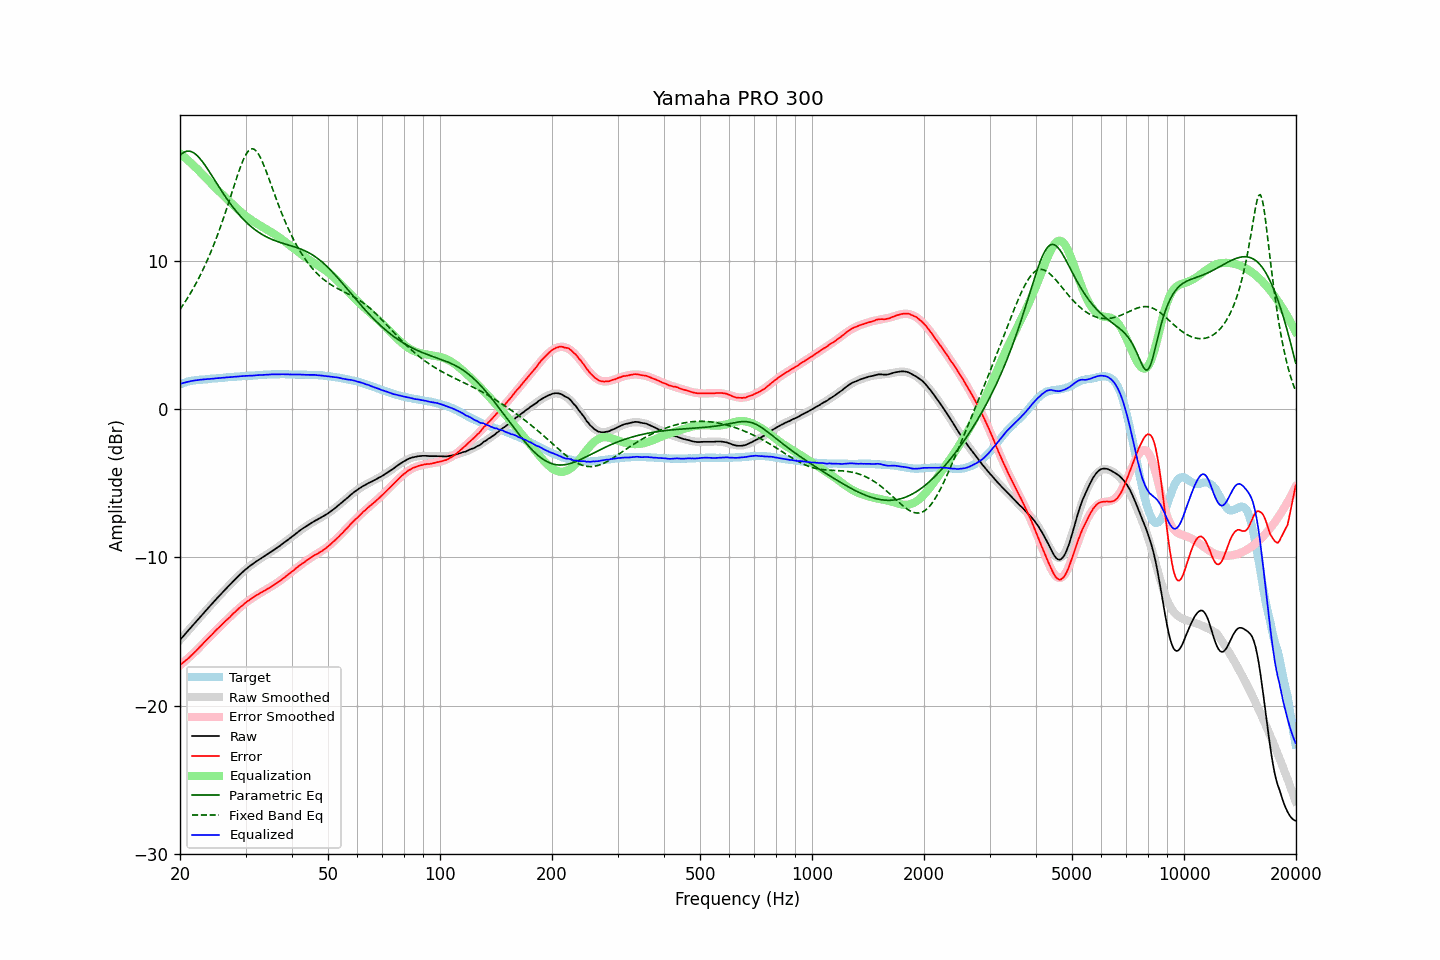 Yamaha PRO 300
Amplitude (dBr)
10
0
−10
−20
−30
Target
Raw Smoothed
Error Smoothed
Raw
Error
Equalization
Parametric Eq
Fixed Band Eq
Equalized
20 50 100 200 500 1000 2000 5000 10000 20000
Frequency (Hz)